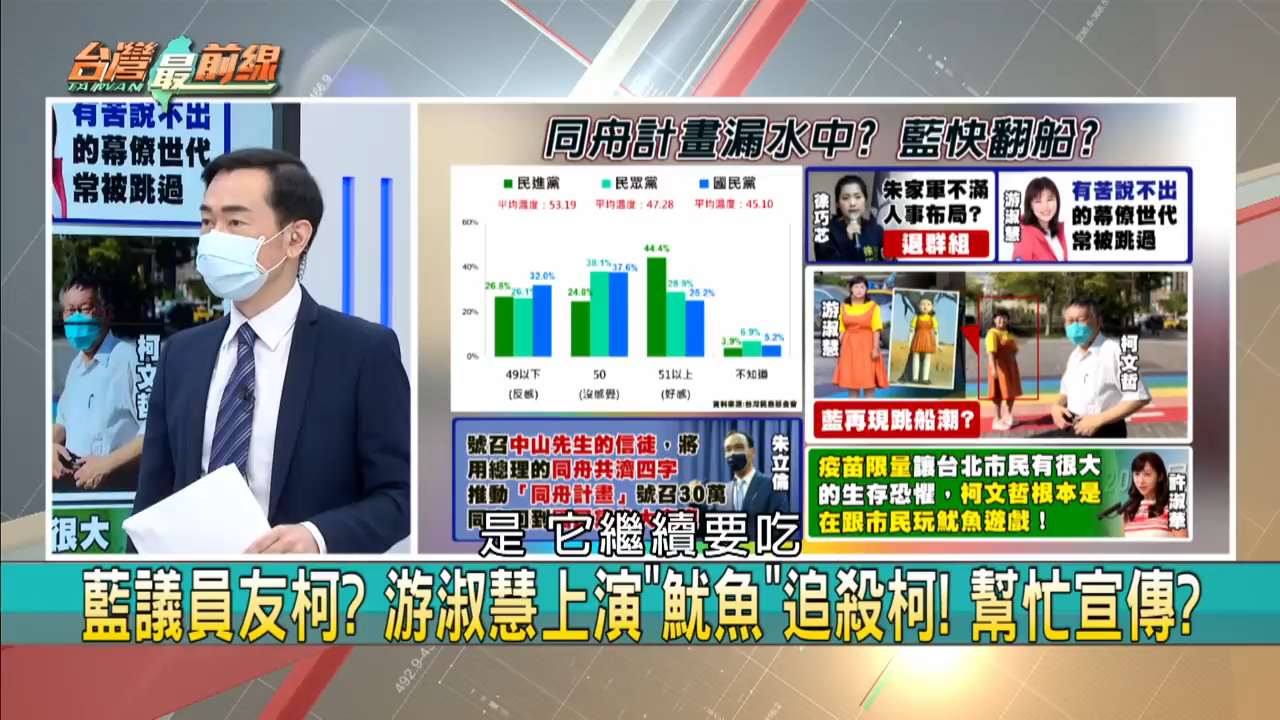 台灣最前線
TAIWAN
有苦說不出
的幕僚世代
常被跳過
柯文哲
很大
同舟計畫漏水中? 藍快翻船?
民進黨 民眾黨 國民黨
平均溫度：53.19 平均溫度：47.28 平均溫度：45.10
60%
40%
20%
0%
26.8% 26.1% 32.0%
24.8% 38.1% 37.6%
44.4% 28.9% 25.2%
3.9% 6.9% 5.2%
49以下 50 51以上 不知道
(反感) (沒感覺) (好感)
資料來源:台灣民意基金會
徐巧芯
朱家軍不滿
人事布局?
退群組
游淑慧
有苦說不出
的幕僚世代
常被跳過
游淑慧
柯文哲
藍再現跳船潮?
號召中山先生的信徒，將
用總理的同舟共濟四字
推動「同舟計畫」號召30萬
朱立倫
疫苗限量讓台北市民有很大
的生存恐懼，柯文哲根本是
在跟市民玩魷魚遊戲！
許淑華
是 它繼續要吃
藍議員友柯? 游淑慧上演"魷魚"追殺柯! 幫忙宣傳?